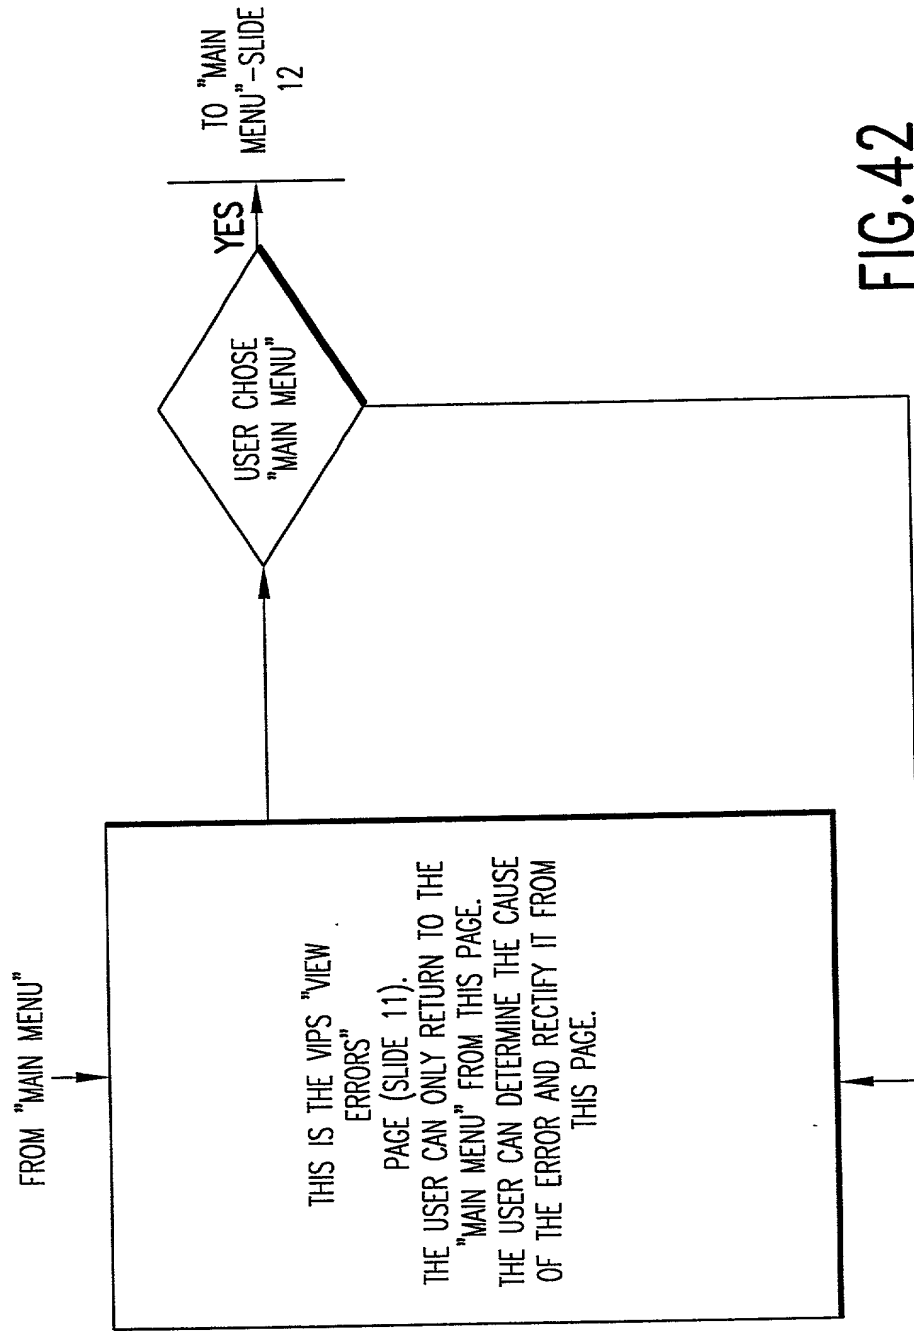 FROM "MAIN MENU"
THIS IS THE VIPS "VIEW
ERRORS"
PAGE (SLIDE 11).
THE USER CAN ONLY RETURN TO THE
"MAIN MENU" FROM THIS PAGE.
THE USER CAN DETERMINE THE CAUSE
OF THE ERROR AND RECTIFY IT FROM
THIS PAGE.
USER CHOSE
"MAIN MENU"
YES
TO "MAIN
MENU"-SLIDE
12
FIG.42